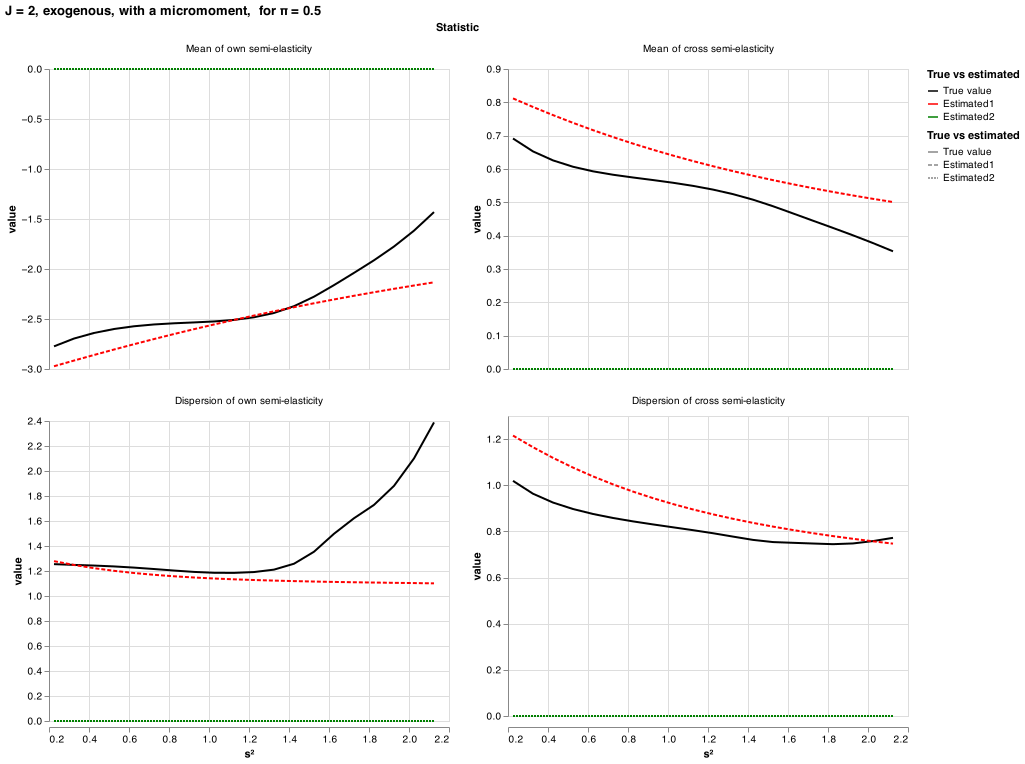 J = 2, exogenous, with a micromoment, for π = 0.5
Statistic
Mean of own semi-elasticity
0.0
−0.5
−1.0
−1.5
−2.0
−2.5
−3.0
value
Mean of cross semi-elasticity
0.9
0.8
0.7
0.6
0.5
0.4
0.3
0.2
0.1
0.0
value
True vs estimated
True value
Estimated1
Estimated2
True vs estimated
True value
Estimated1
Estimated2
Dispersion of own semi-elasticity
2.4
2.2
2.0
1.8
1.6
1.4
1.2
1.0
0.8
0.6
0.4
0.2
0.0
value
0.2 0.4 0.6 0.8 1.0 1.2 1.4 1.6 1.8 2.0 2.2
s²
Dispersion of cross semi-elasticity
1.2
1.0
0.8
0.6
0.4
0.2
0.0
value
0.2 0.4 0.6 0.8 1.0 1.2 1.4 1.6 1.8 2.0 2.2
s²